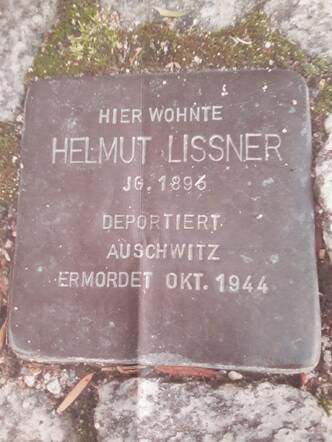 HIER WOHNTE
HELMUT LISSNER
JG. 1896
DEPORTIERT
AUSCHWITZ
ERMORDET OKT. 1944